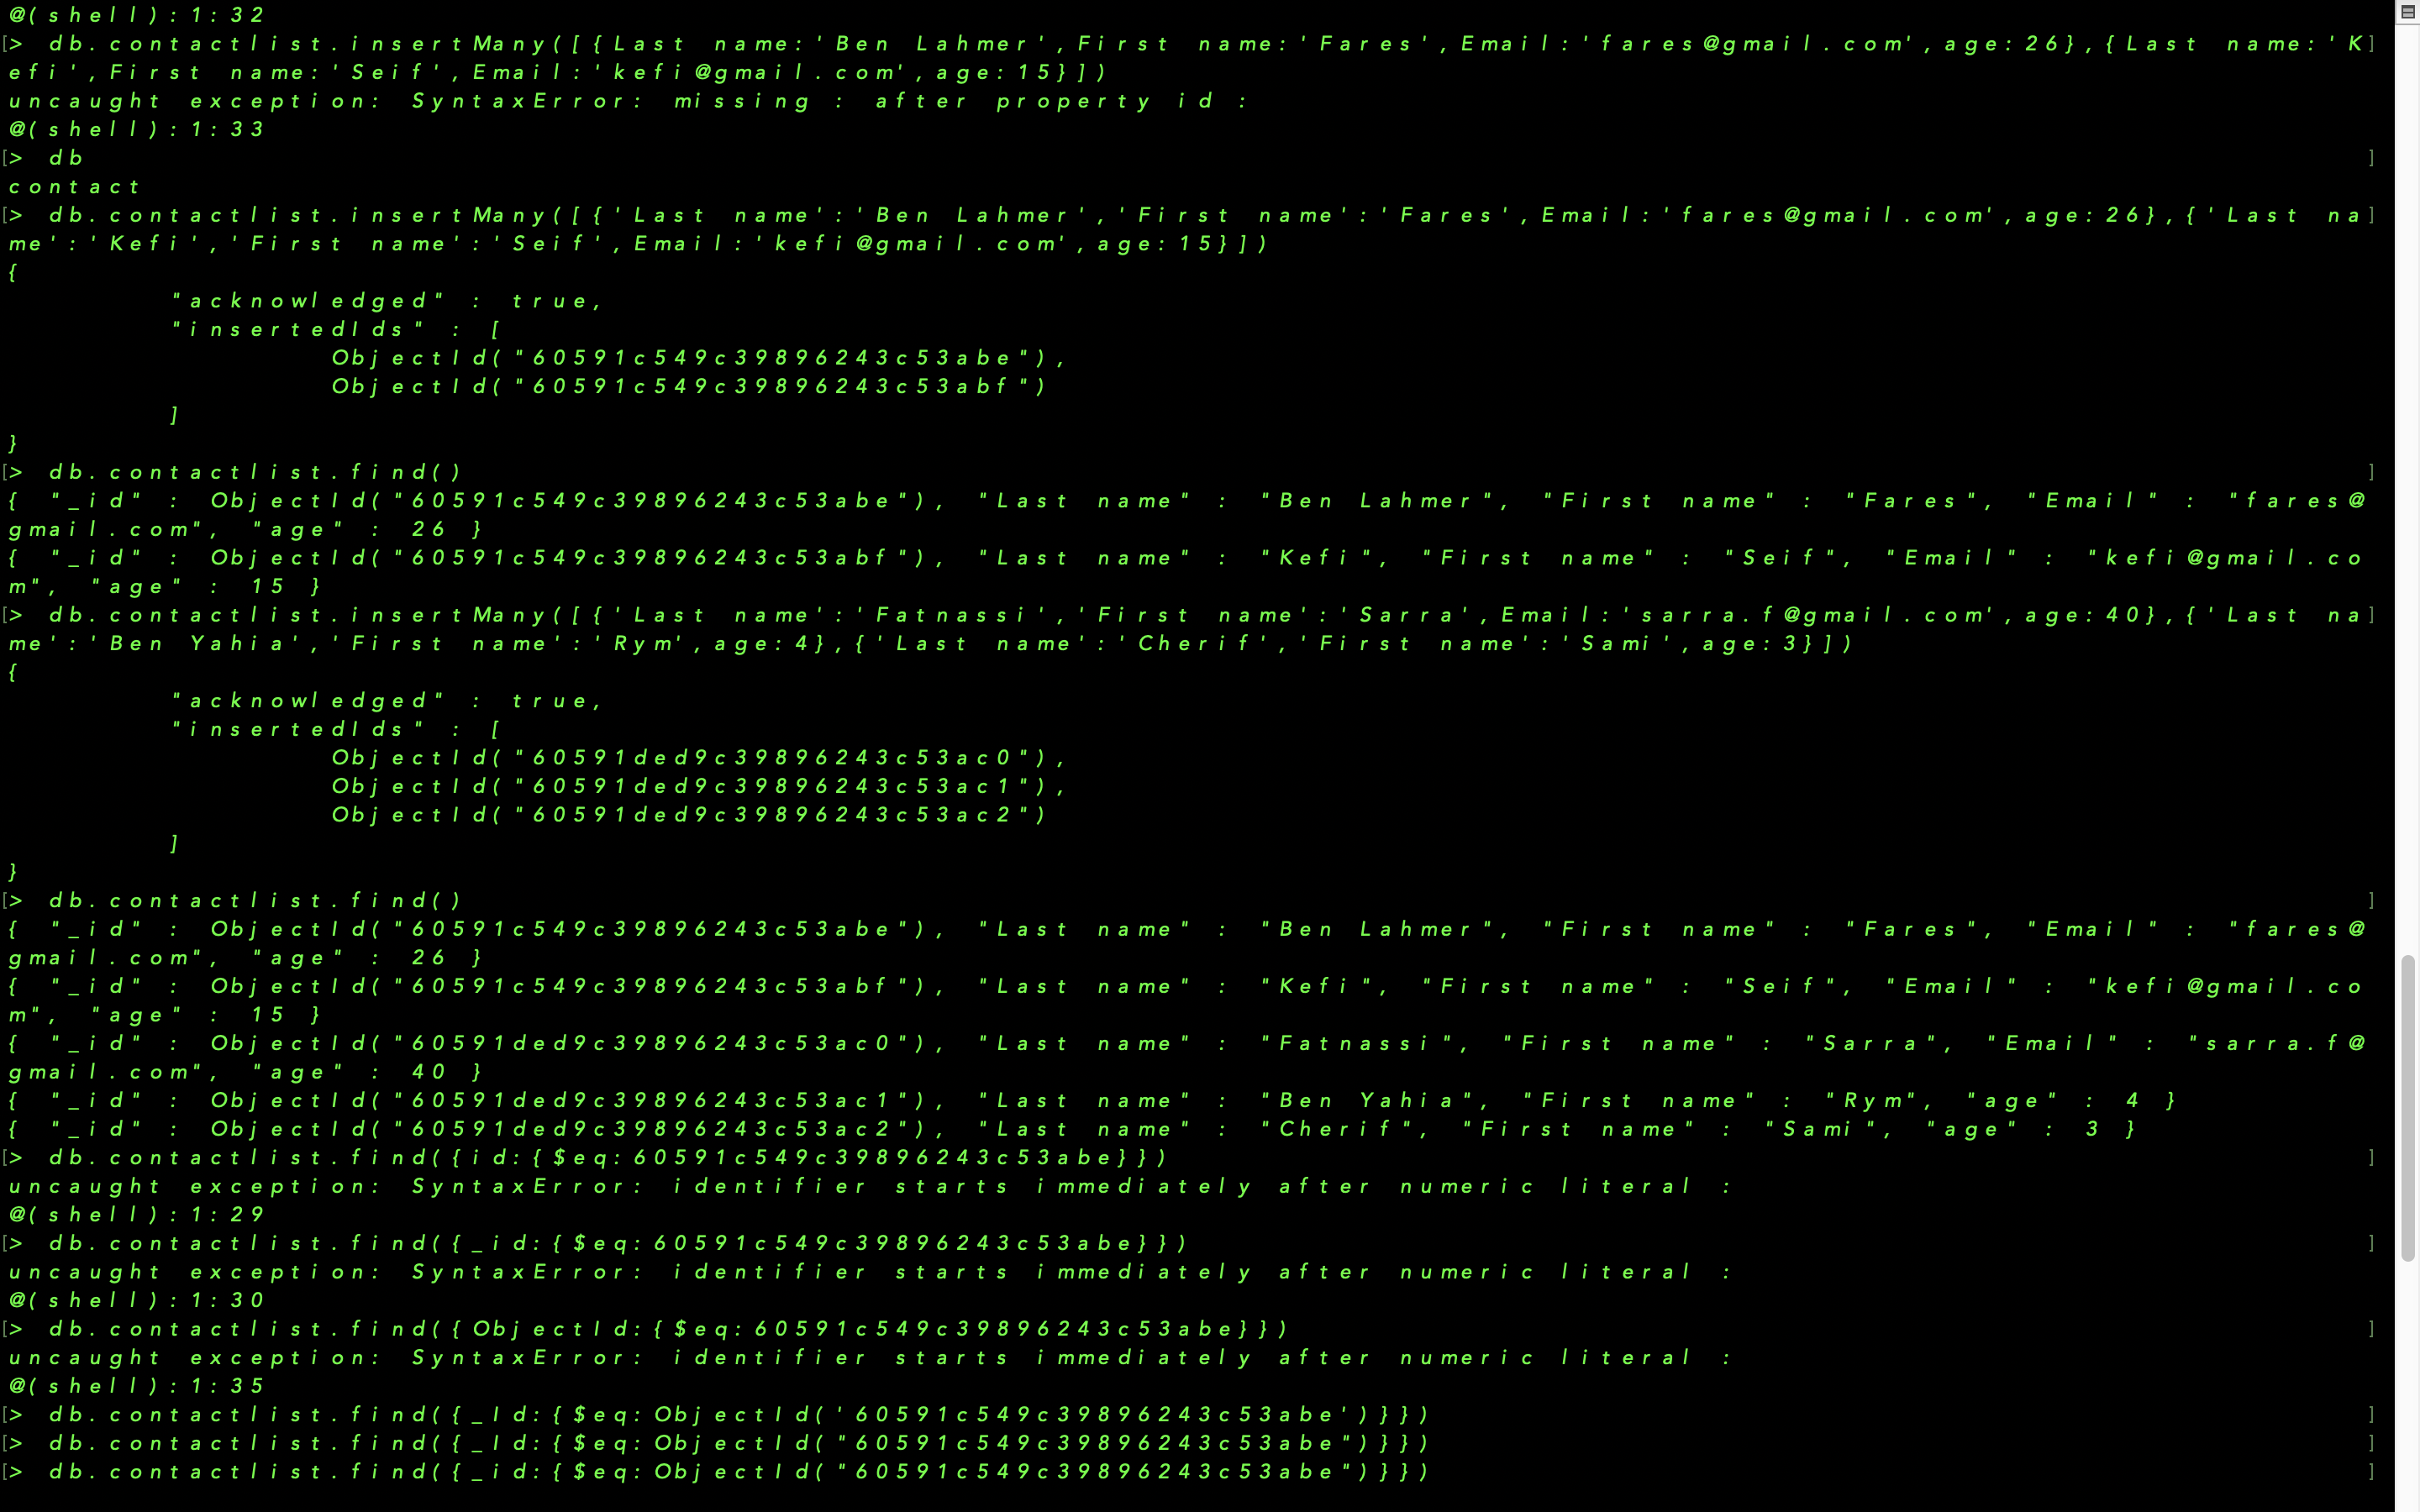 @(shell):1:32
[> db.contactlist.insertMany([{Last name:'Ben Lahmer',First name:'Fares',Email:'fares@gmail.com',age:26},{Last name:'K]
efi',First name:'Seif',Email:'kefi@gmail.com',age:15}])
uncaught exception: SyntaxError: missing : after property id :
@(shell):1:33
[> db ]
contact
[> db.contactlist.insertMany([{'Last name':'Ben Lahmer','First name':'Fares',Email:'fares@gmail.com',age:26},{'Last na]
me':'Kefi','First name':'Seif',Email:'kefi@gmail.com',age:15}])
{
"acknowledged" : true,
"insertedIds" : [
ObjectId("60591c549c39896243c53abe"),
ObjectId("60591c549c39896243c53abf")
]
}
[> db.contactlist.find() ]
{ "_id" : ObjectId("60591c549c39896243c53abe"), "Last name" : "Ben Lahmer", "First name" : "Fares", "Email" : "fares@
gmail.com", "age" : 26 }
{ "_id" : ObjectId("60591c549c39896243c53abf"), "Last name" : "Kefi", "First name" : "Seif", "Email" : "kefi@gmail.co
m", "age" : 15 }
[> db.contactlist.insertMany([{'Last name':'Fatnassi','First name':'Sarra',Email:'sarra.f@gmail.com',age:40},{'Last na]
me':'Ben Yahia','First name':'Rym',age:4},{'Last name':'Cherif','First name':'Sami',age:3}])
{
"acknowledged" : true,
"insertedIds" : [
ObjectId("60591ded9c39896243c53ac0"),
ObjectId("60591ded9c39896243c53ac1"),
ObjectId("60591ded9c39896243c53ac2")
]
}
[> db.contactlist.find() ]
{ "_id" : ObjectId("60591c549c39896243c53abe"), "Last name" : "Ben Lahmer", "First name" : "Fares", "Email" : "fares@
gmail.com", "age" : 26 }
{ "_id" : ObjectId("60591c549c39896243c53abf"), "Last name" : "Kefi", "First name" : "Seif", "Email" : "kefi@gmail.co
m", "age" : 15 }
{ "_id" : ObjectId("60591ded9c39896243c53ac0"), "Last name" : "Fatnassi", "First name" : "Sarra", "Email" : "sarra.f@
gmail.com", "age" : 40 }
{ "_id" : ObjectId("60591ded9c39896243c53ac1"), "Last name" : "Ben Yahia", "First name" : "Rym", "age" : 4 }
{ "_id" : ObjectId("60591ded9c39896243c53ac2"), "Last name" : "Cherif", "First name" : "Sami", "age" : 3 }
[> db.contactlist.find({id:{$eq:60591c549c39896243c53abe}}) ]
uncaught exception: SyntaxError: identifier starts immediately after numeric literal :
@(shell):1:29
[> db.contactlist.find({_id:{$eq:60591c549c39896243c53abe}}) ]
uncaught exception: SyntaxError: identifier starts immediately after numeric literal :
@(shell):1:30
[> db.contactlist.find({ObjectId:{$eq:60591c549c39896243c53abe}}) ]
uncaught exception: SyntaxError: identifier starts immediately after numeric literal :
@(shell):1:35
[> db.contactlist.find({_Id:{$eq:ObjectId('60591c549c39896243c53abe')}}) ]
[> db.contactlist.find({_Id:{$eq:ObjectId("60591c549c39896243c53abe")}}) ]
[> db.contactlist.find({_id:{$eq:ObjectId("60591c549c39896243c53abe")}}) ]